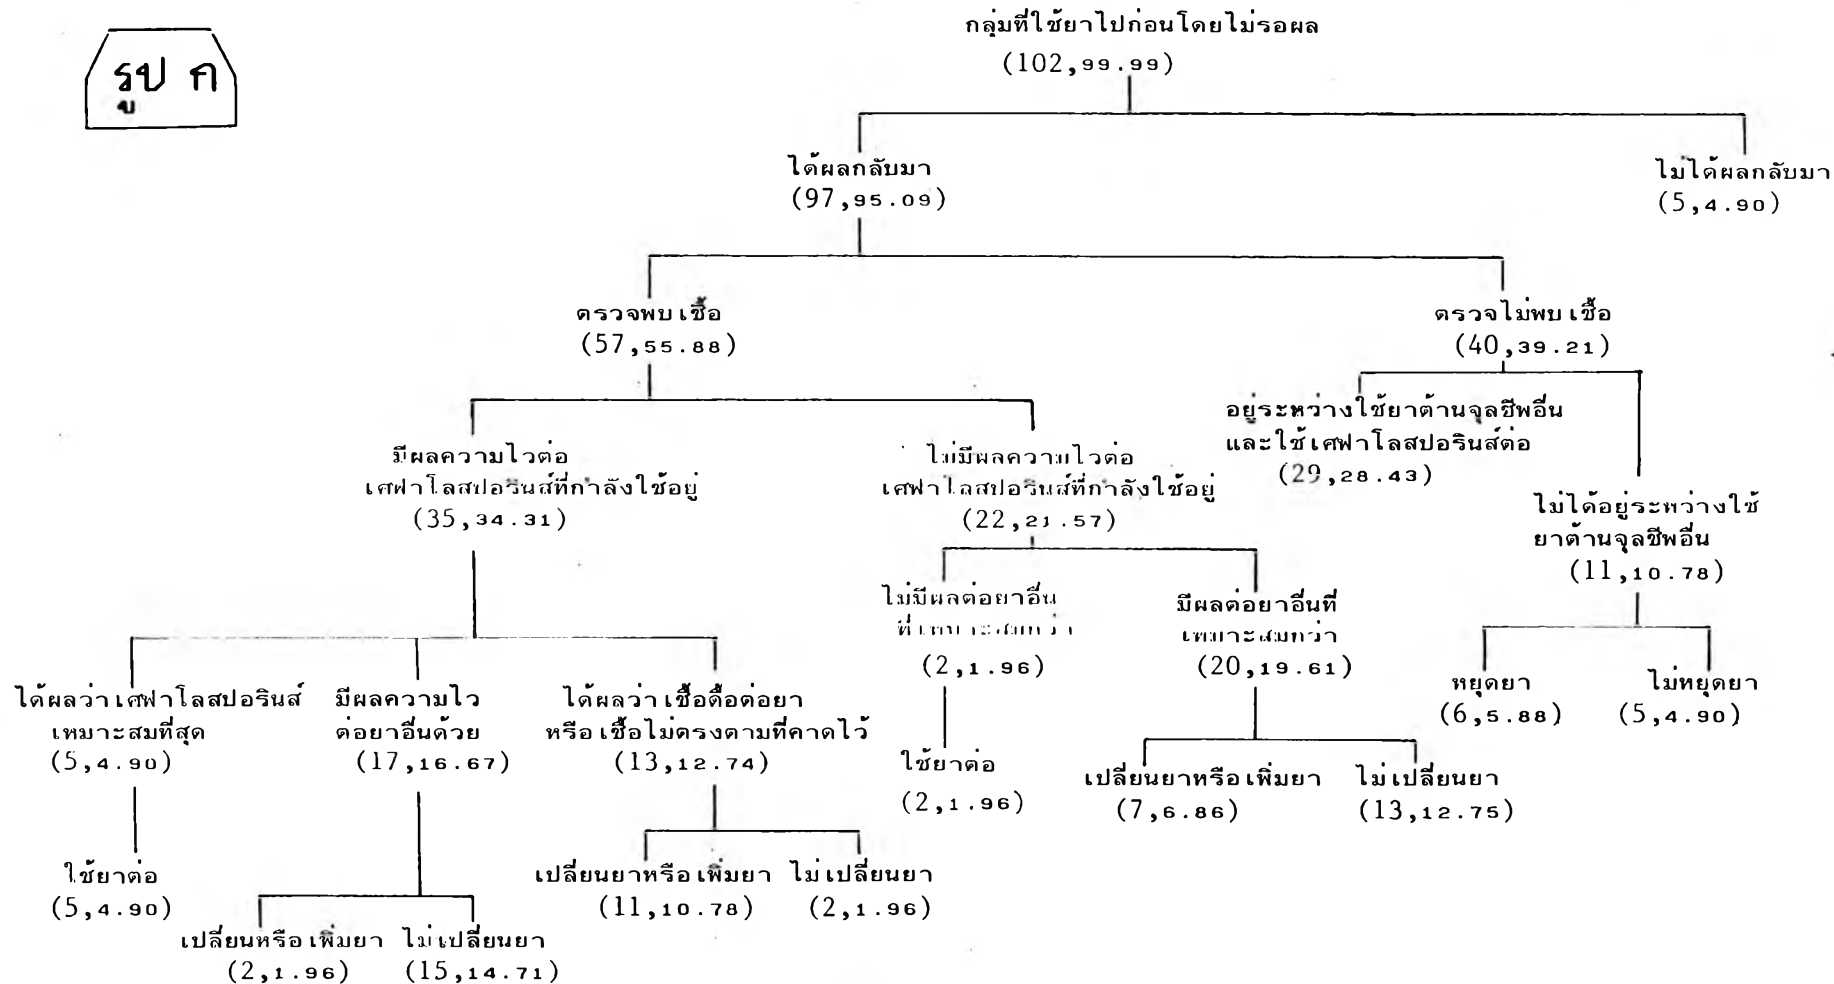 รูป ก
กลุ่มที่ใช้ยาไปก่อนโดยไม่รอผล
(102,99.99)
ได้ผลกลับมา
(97,95.09)
ไม่ได้ผลกลับมา
(5,4.90)
ตรวจพบเชื้อ
(57,55.88)
ตรวจไม่พบเชื้อ
(40,39.21)
มีผลความไวต่อ
เศฟาโลสปอรินส์ที่กำลังใช้อยู่
(35,34.31)
ไม่มีผลความไวต่อ
เศฟาโลสปอรินส์ที่กำลังใช้อยู่
(22,21.57)
อยู่ระหว่างใช้ยาต้านจุลชีพอื่น
และใช้เศฟาโลสปอรินส์ต่อ
(29,28.43)
ไม่ได้อยู่ระหว่างใช้
ยาต้านจุลชีพอื่น
(11,10.78)
ได้ผลว่าเศฟาโลสปอรินส์
เหมาะสมที่สุด
(5,4.90)
มีผลความไว
ต่อยาอื่นด้วย
(17,16.67)
ได้ผลว่าเชื้อดื้อต่อยา
หรือเชื้อไม่ตรงตามที่คาดไว้
(13,12.74)
ไม่มีผลต่อยาอื่น
ที่เหมาะสมกว่า
(2,1.96)
มีผลต่อยาอื่นที่
เหมาะสมกว่า
(20,19.61)
หยุดยา
(6,5.88)
ไม่หยุดยา
(5,4.90)
ใช้ยาต่อ
(5,4.90)
เปลี่ยนหรือเพิ่มยา
(2,1.96)
ไม่เปลี่ยนยา
(15,14.71)
เปลี่ยนยาหรือเพิ่มยา
(11,10.78)
ไม่เปลี่ยนยา
(2,1.96)
ใช้ยาต่อ
(2,1.96)
เปลี่ยนยาหรือเพิ่มยา
(7,6.86)
ไม่เปลี่ยนยา
(13,12.75)